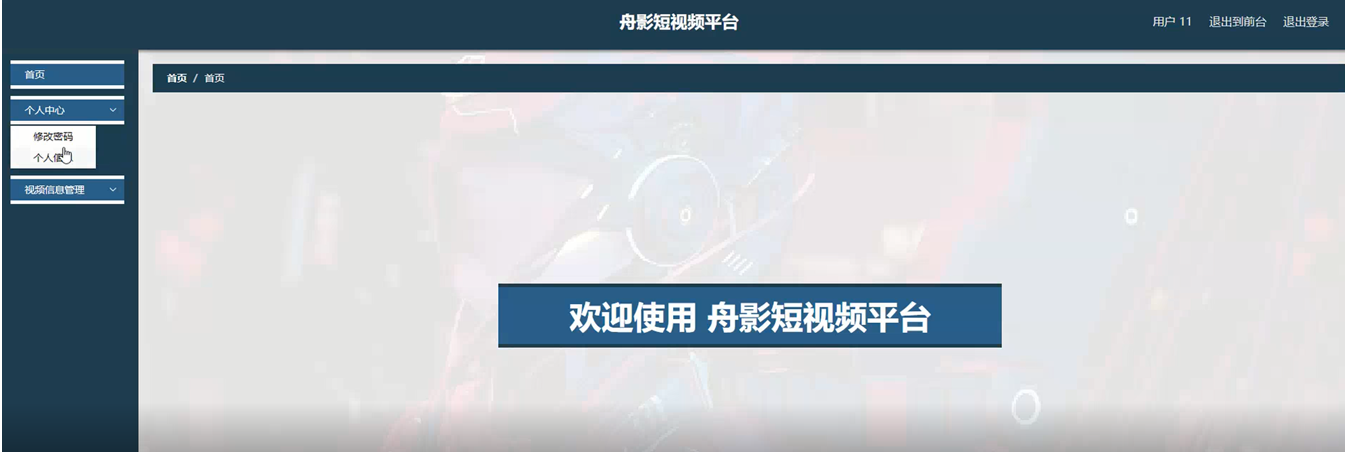 舟影短视频平台
用户 11 退出到前台 退出登录
首页
首页 / 首页
个人中心
修改密码
个人信
视频信息管理
欢迎使用 舟影短视频平台